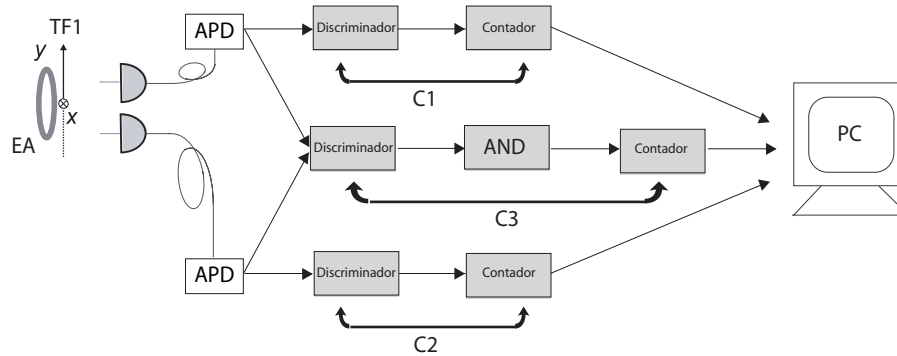 TF1
y
x
EA
APD
Discriminador
Contador
C1
Discriminador
AND
Contador
C3
PC
APD
Discriminador
Contador
C2